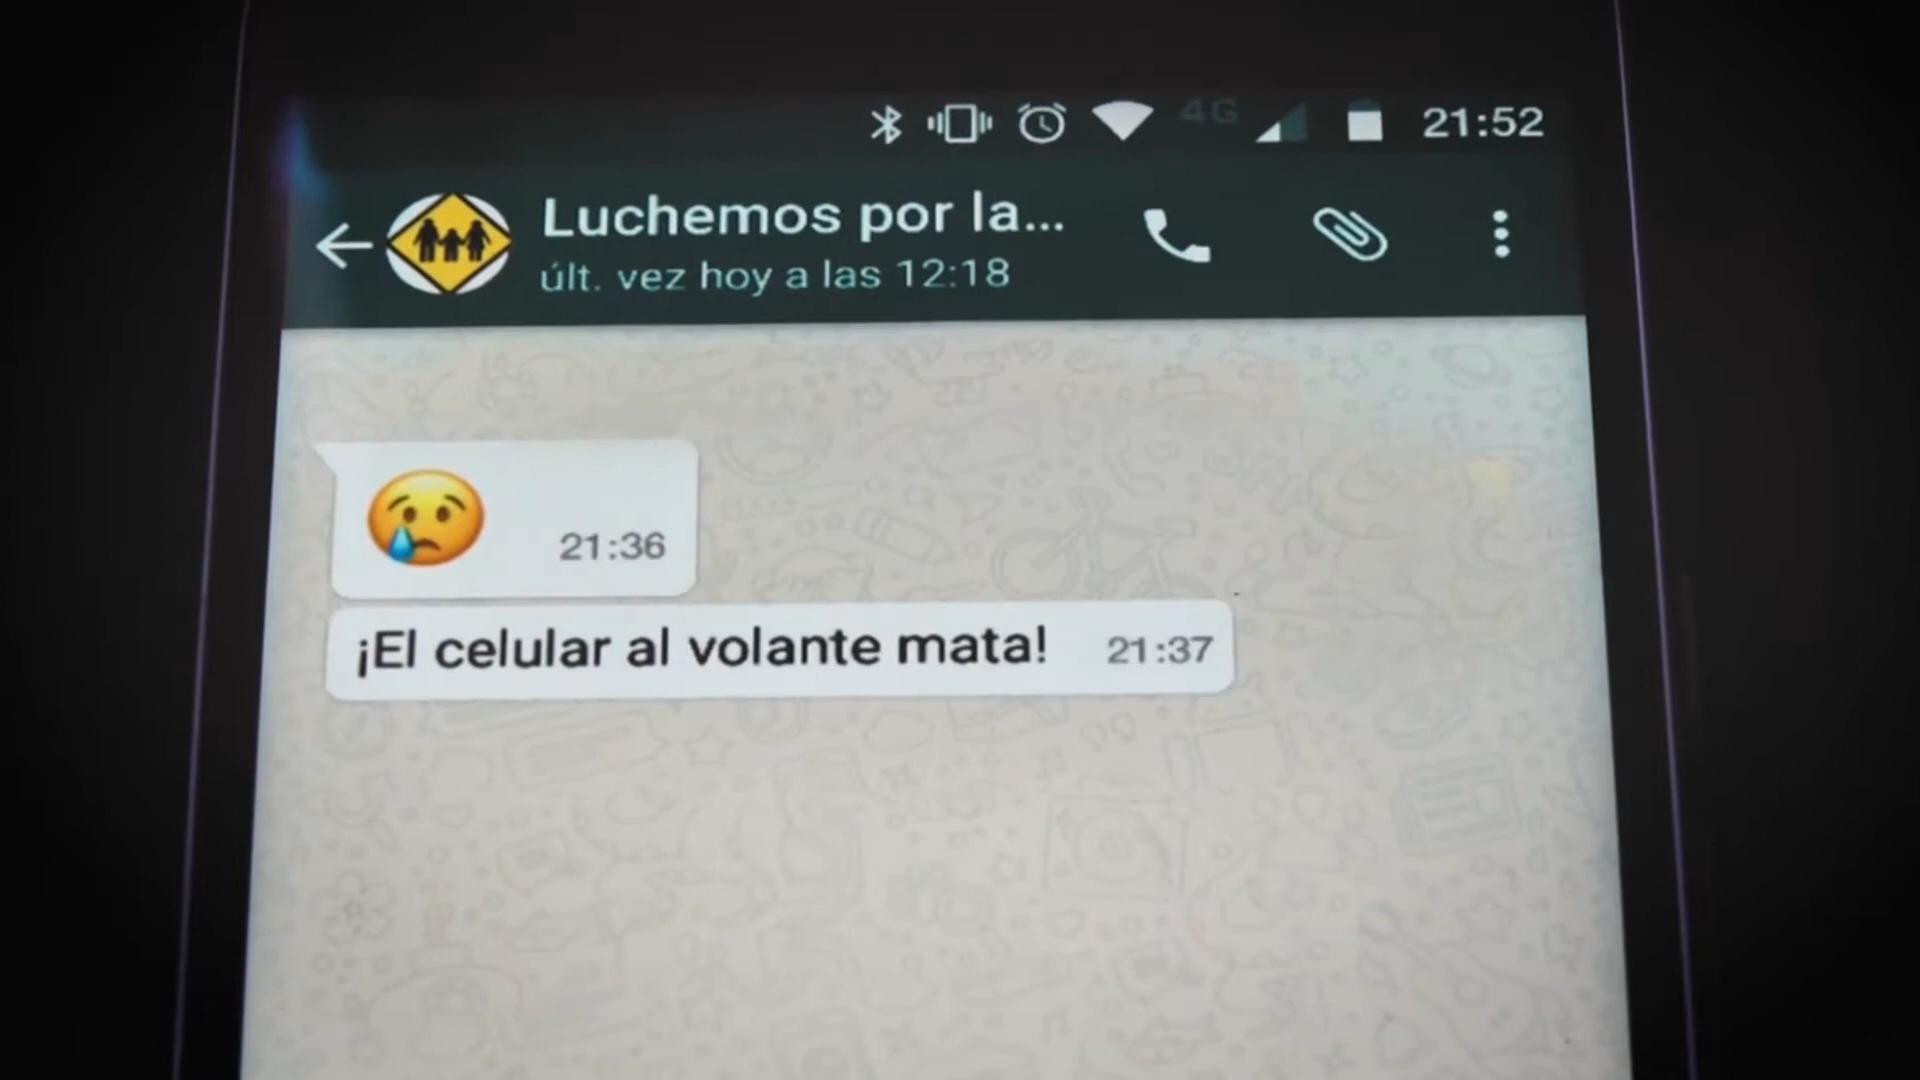 4G 21:52
Luchemos por la...
últ. vez hoy a las 12:18
😢 21:36
¡El celular al volante mata! 21:37